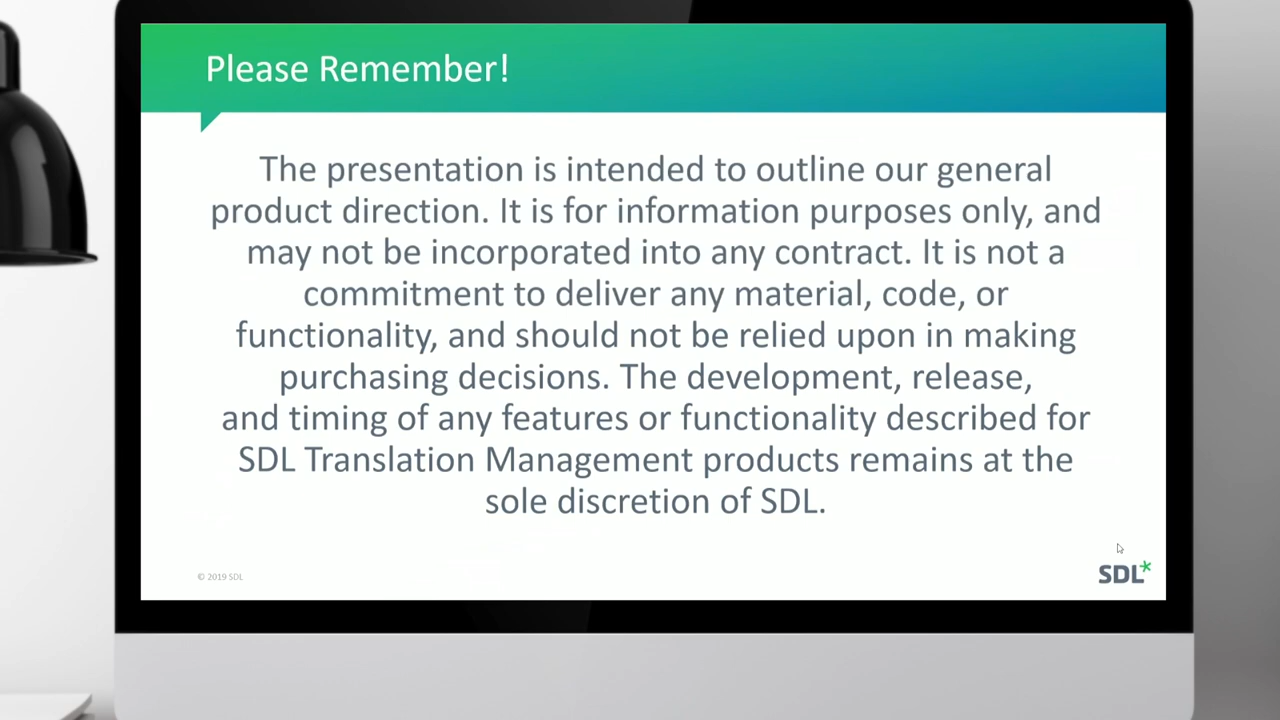 Please Remember!
The presentation is intended to outline our general
product direction. It is for information purposes only, and
may not be incorporated into any contract. It is not a
commitment to deliver any material, code, or
functionality, and should not be relied upon in making
purchasing decisions. The development, release,
and timing of any features or functionality described for
SDL Translation Management products remains at the
sole discretion of SDL.
© 2019 SDL
SDL*